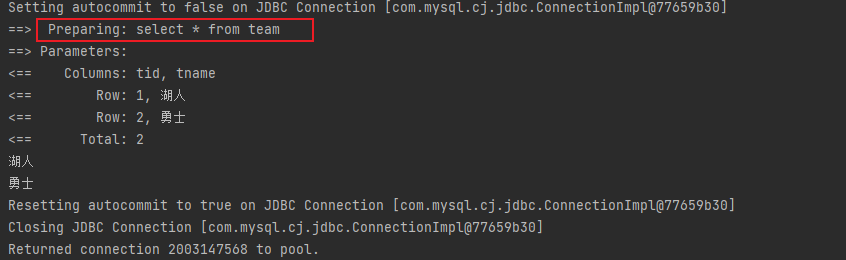 Setting autocommit to false on JDBC Connection [com.mysql.cj.jdbc.ConnectionImpl@77659b30]
==>  Preparing: select * from team
==> Parameters:
<==    Columns: tid, tname
<==        Row: 1, 湖人
<==        Row: 2, 勇士
<==      Total: 2
湖人
勇士
Resetting autocommit to true on JDBC Connection [com.mysql.cj.jdbc.ConnectionImpl@77659b30]
Closing JDBC Connection [com.mysql.cj.jdbc.ConnectionImpl@77659b30]
Returned connection 2003147568 to pool.